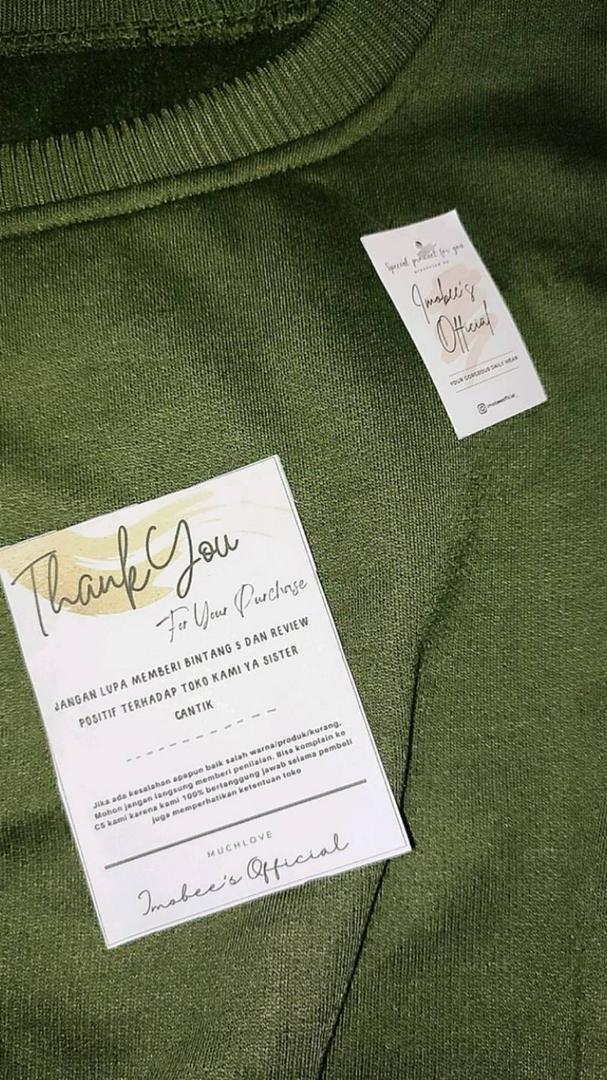 Special product for you
Imobee's
Official
YOUR GORGEOUS DAILY WEAR
Thank You
For Your Purchase
JANGAN LUPA MEMBERI BINTANG 5 DAN REVIEW
POSITIF TERHADAP TOKO KAMI YA SISTER
CANTIK
Jika ada kesalahan apapun baik salah warna/produk/kurang,
Mohon jangan langsung memberi penilaian. Bisa komplain ke
CS kami karena kami 100% bertanggung jawab selama pembeli
juga memperhatikan ketentuan toko
MUCHLOVE
Imobee's Official